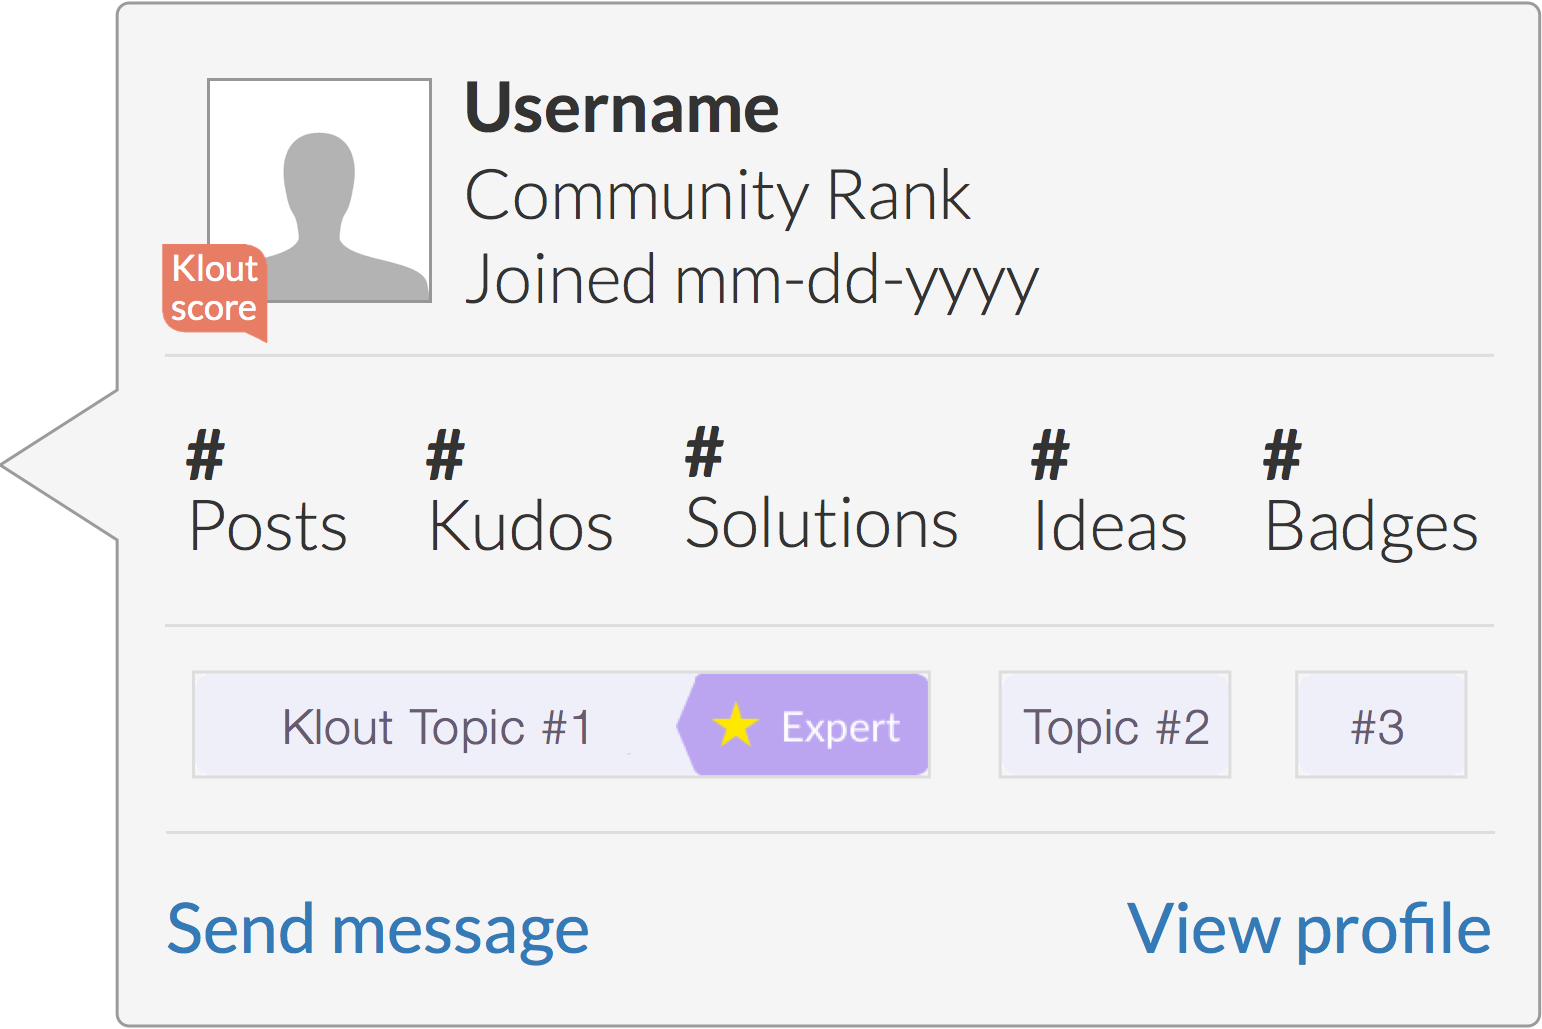 Username
Community Rank
Joined mm-dd-yyyy
Klout
score
# # # # #
Posts Kudos Solutions Ideas Badges
Klout Topic #1 Expert Topic #2 #3
Send message View profile